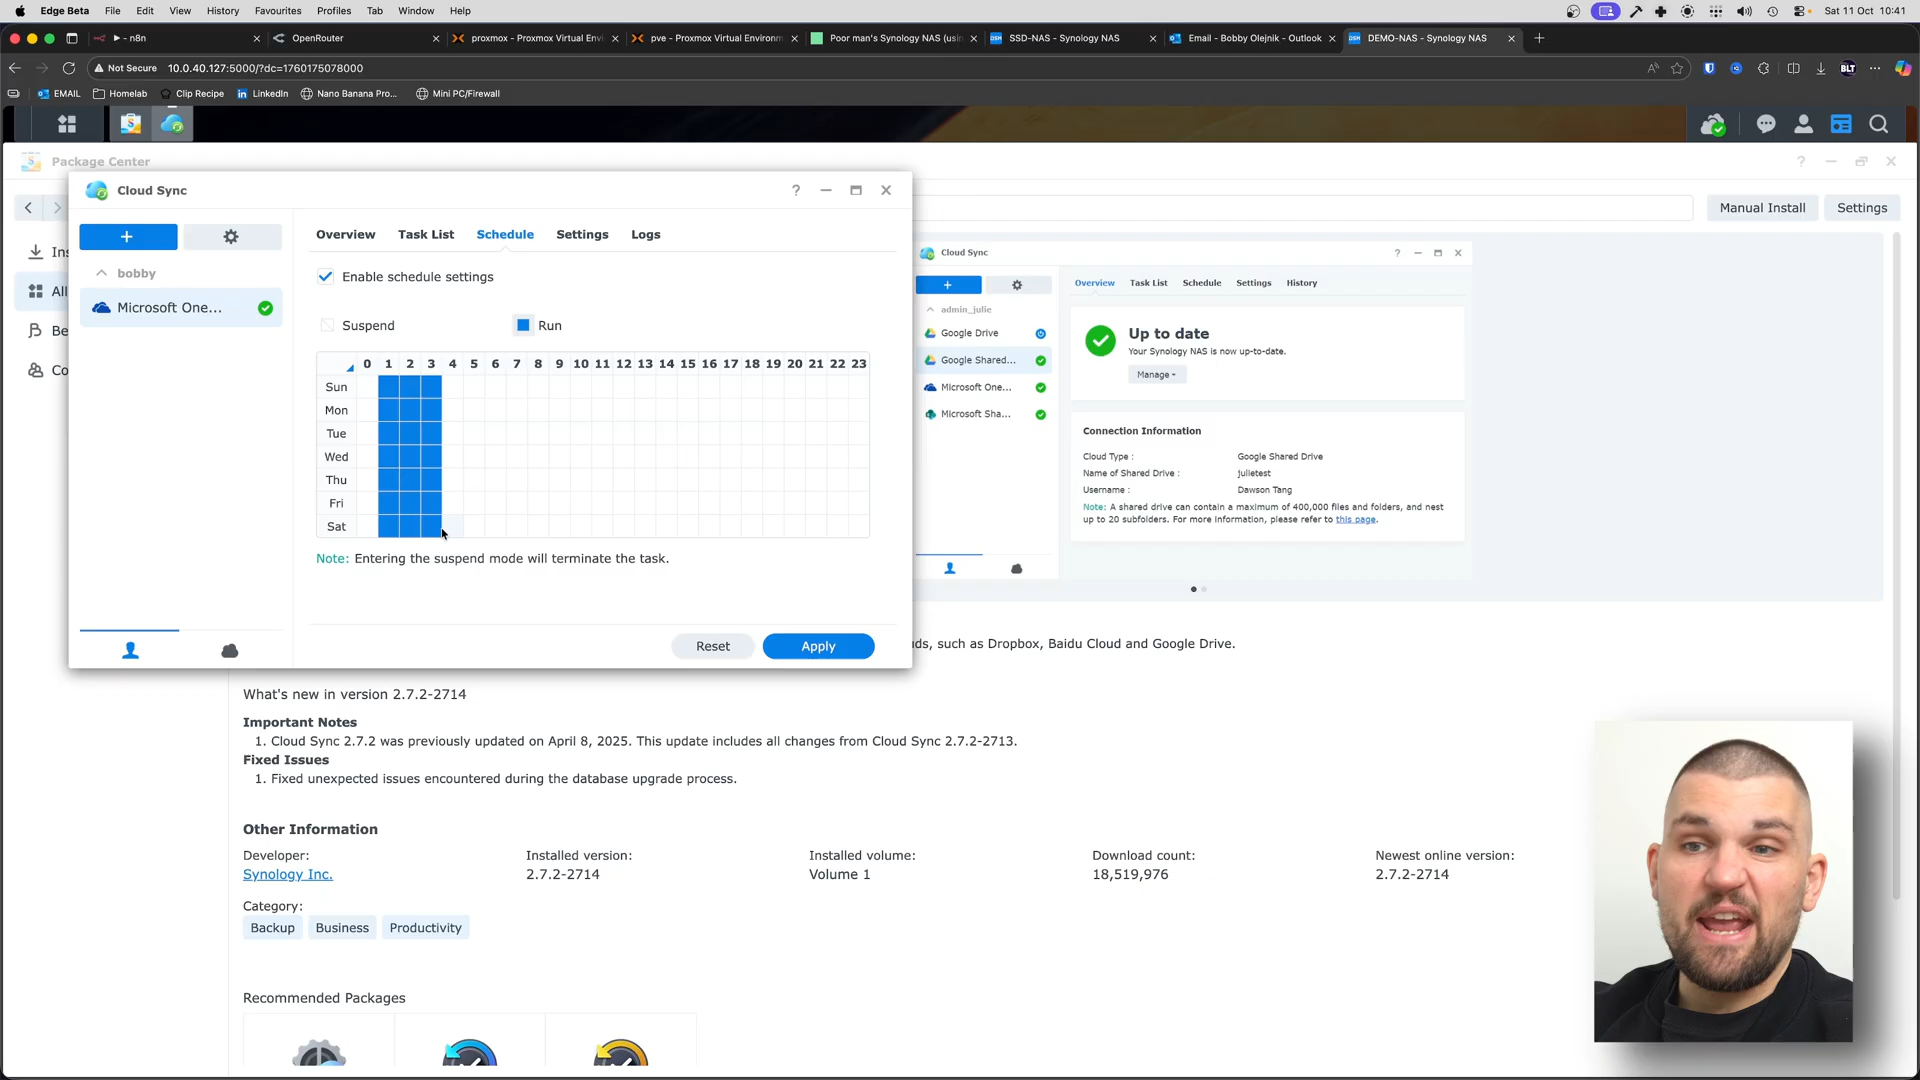 Edge Beta File Edit View History Favourites Profiles Tab Window Help Sat 11 Oct 10:41
- n8n OpenRouter proxmox - Proxmox Virtual Envi pve - Proxmox Virtual Environm Poor man's Synology NAS (usin SSD-NAS - Synology NAS Email - Bobby Olejnik - Outlook DEMO-NAS - Synology NAS
Not Secure 10.0.40.127:5000/?dc=1760175078000 BLT
EMAIL Homelab Clip Recipe LinkedIn Nano Banana Pro... Mini PC/Firewall
Package Center
Manual Install Settings
Ins
All
Be
Co
Cloud Sync
bobby
Microsoft One...
Overview Task List Schedule Settings Logs
Enable schedule settings
Suspend Run
0 1 2 3 4 5 6 7 8 9 10 11 12 13 14 15 16 17 18 19 20 21 22 23
Sun
Mon
Tue
Wed
Thu
Fri
Sat
Note: Entering the suspend mode will terminate the task.
Reset Apply
Cloud Sync
admin_julie
Google Drive
Google Shared...
Microsoft One...
Microsoft Sha...
Overview Task List Schedule Settings History
Up to date
Your Synology NAS is now up-to-date.
Manage
Connection Information
Cloud Type : Google Shared Drive
Name of Shared Drive : julietest
Username : Dawson Tang
Note: A shared drive can contain a maximum of 400,000 files and folders, and nest
up to 20 subfolders. For more information, please refer to this page.
uds, such as Dropbox, Baidu Cloud and Google Drive.
What's new in version 2.7.2-2714
Important Notes
1. Cloud Sync 2.7.2 was previously updated on April 8, 2025. This update includes all changes from Cloud Sync 2.7.2-2713.
Fixed Issues
1. Fixed unexpected issues encountered during the database upgrade process.
Other Information
Developer: Installed version: Installed volume: Download count: Newest online version:
Synology Inc. 2.7.2-2714 Volume 1 18,519,976 2.7.2-2714
Category:
Backup Business Productivity
Recommended Packages